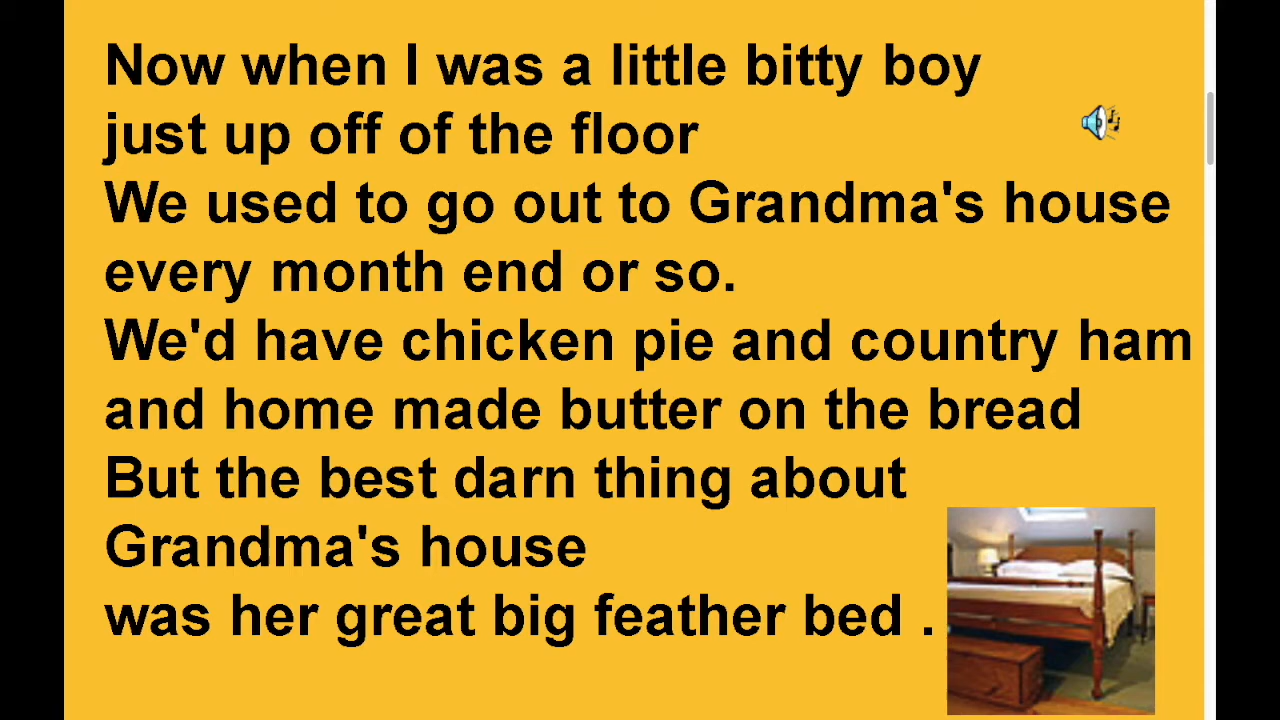 Now when I was a little bitty boy
just up off of the floor
We used to go out to Grandma's house
every month end or so.
We'd have chicken pie and country ham
and home made butter on the bread
But the best darn thing about
Grandma's house
was her great big feather bed .